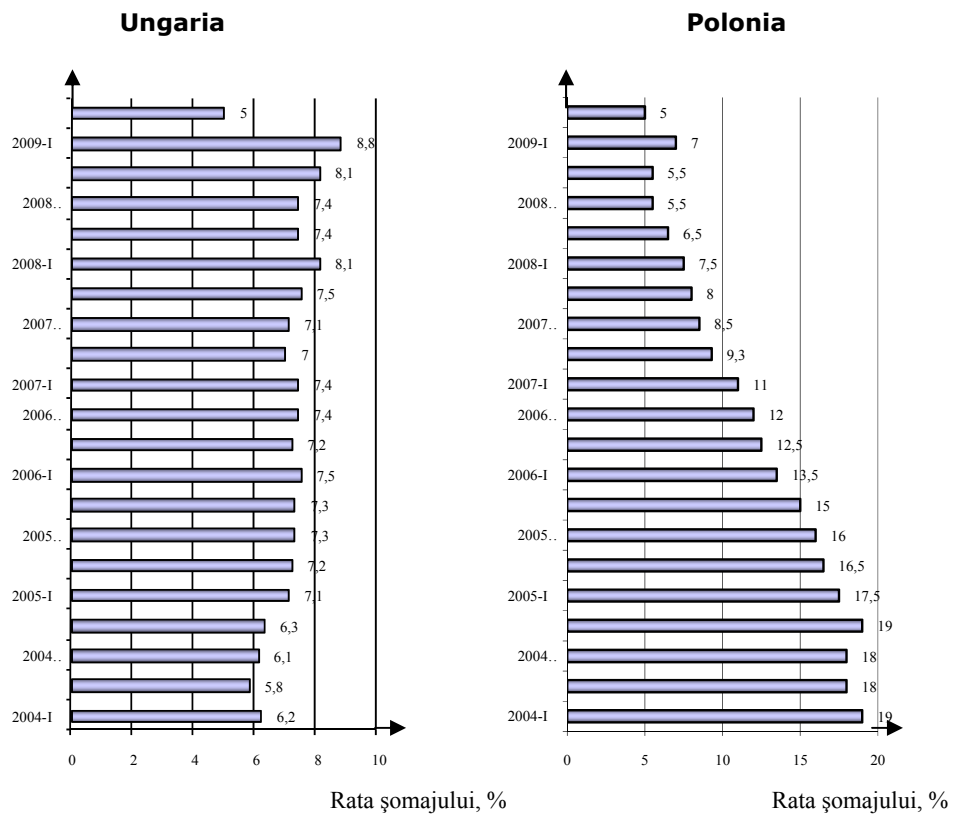 Ungaria
5
2009-I 8,8
8,1
2008.. 7,4
7,4
2008-I 8,1
7,5
2007.. 7,1
7
2007-I 7,4
2006.. 7,4
7,2
2006-I 7,5
7,3
2005.. 7,3
7,2
2005-I 7,1
6,3
2004.. 6,1
5,8
2004-I 6,2
0 2 4 6 8 10
Rata şomajului, %
Polonia
5
2009-I 7
5,5
2008.. 5,5
6,5
2008-I 7,5
8
2007.. 8,5
9,3
2007-I 11
2006.. 12
12,5
2006-I 13,5
15
2005.. 16
16,5
2005-I 17,5
19
2004.. 18
18
2004-I 19
0 5 10 15 20
Rata şomajului, %